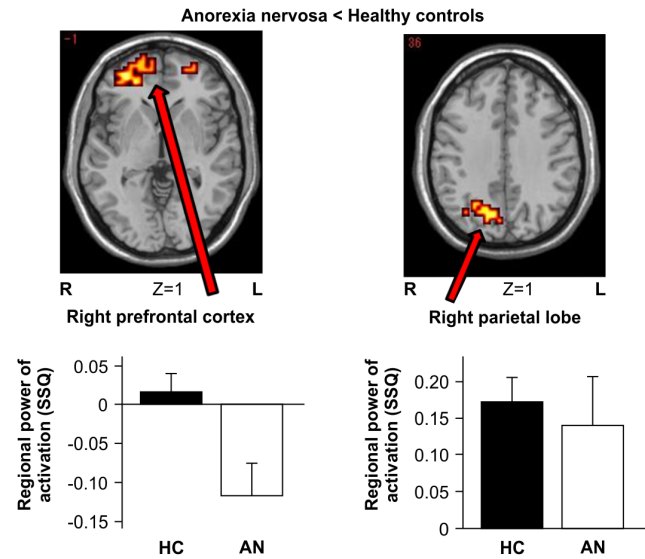 Anorexia nervosa < Healthy controls
-1
36
R Z=1 L
R Z=1 L
Right prefrontal cortex
Right parietal lobe
Regional power of
activation (SSQ)
0.05
0
-0.05
-0.10
-0.15
HC AN
Regional power of
activation (SSQ)
0.20
0.15
0.10
0.05
0
HC AN